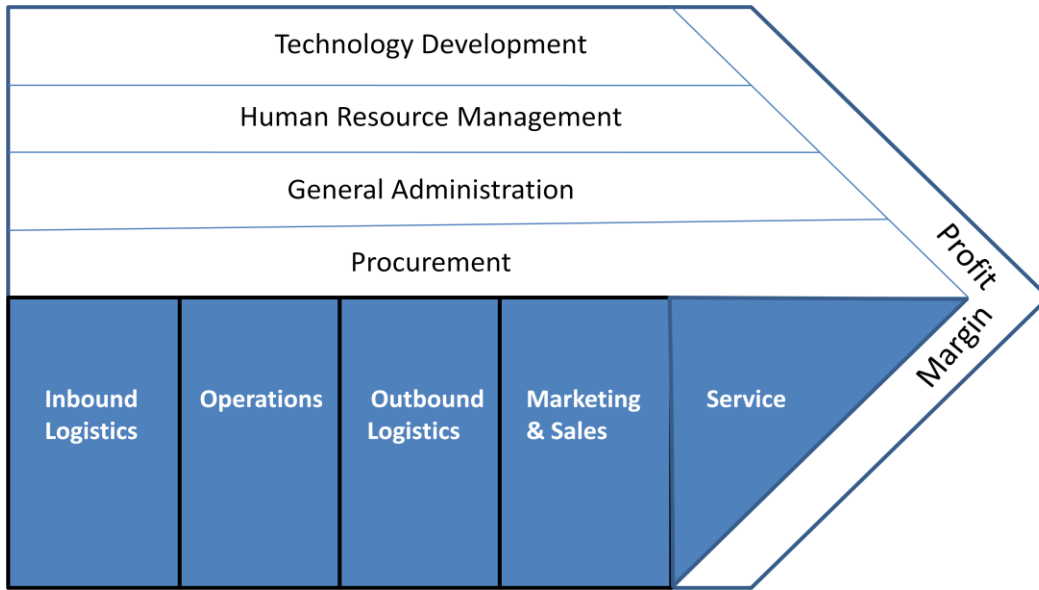 Technology Development
Human Resource Management
General Administration
Procurement
Profit
Margin
Inbound
Logistics
Operations
Outbound
Logistics
Marketing
& Sales
Service